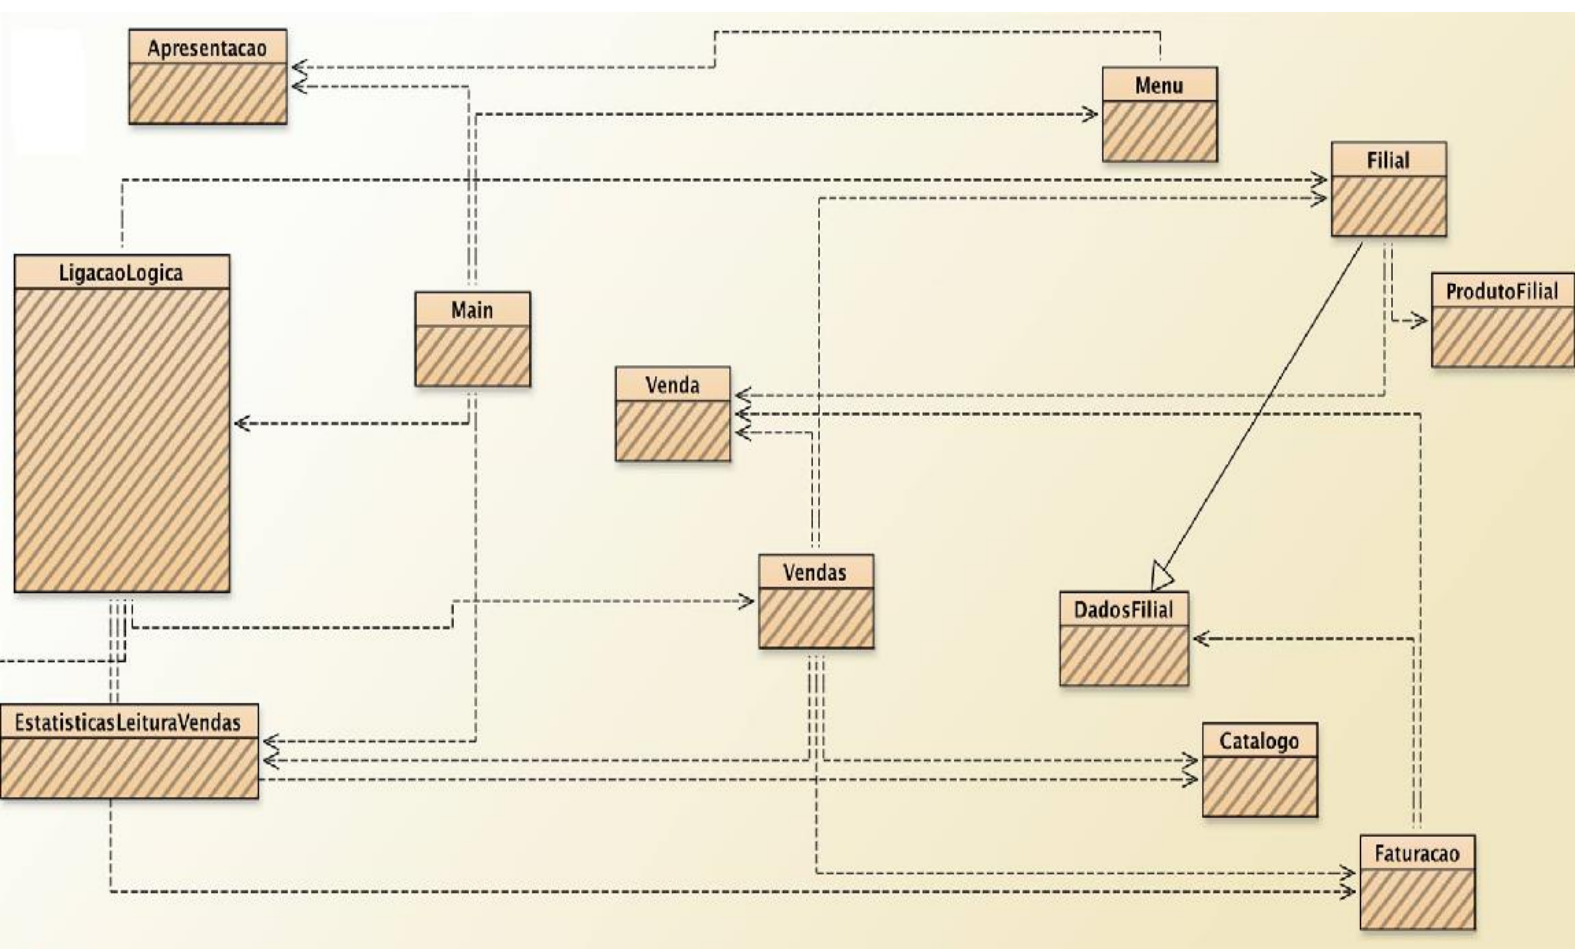 Apresentacao
Menu
Filial
LigacaoLogica
ProdutoFilial
Main
Venda
Vendas
DadosFilial
EstatisticasLeituraVendas
Catalogo
Faturacao